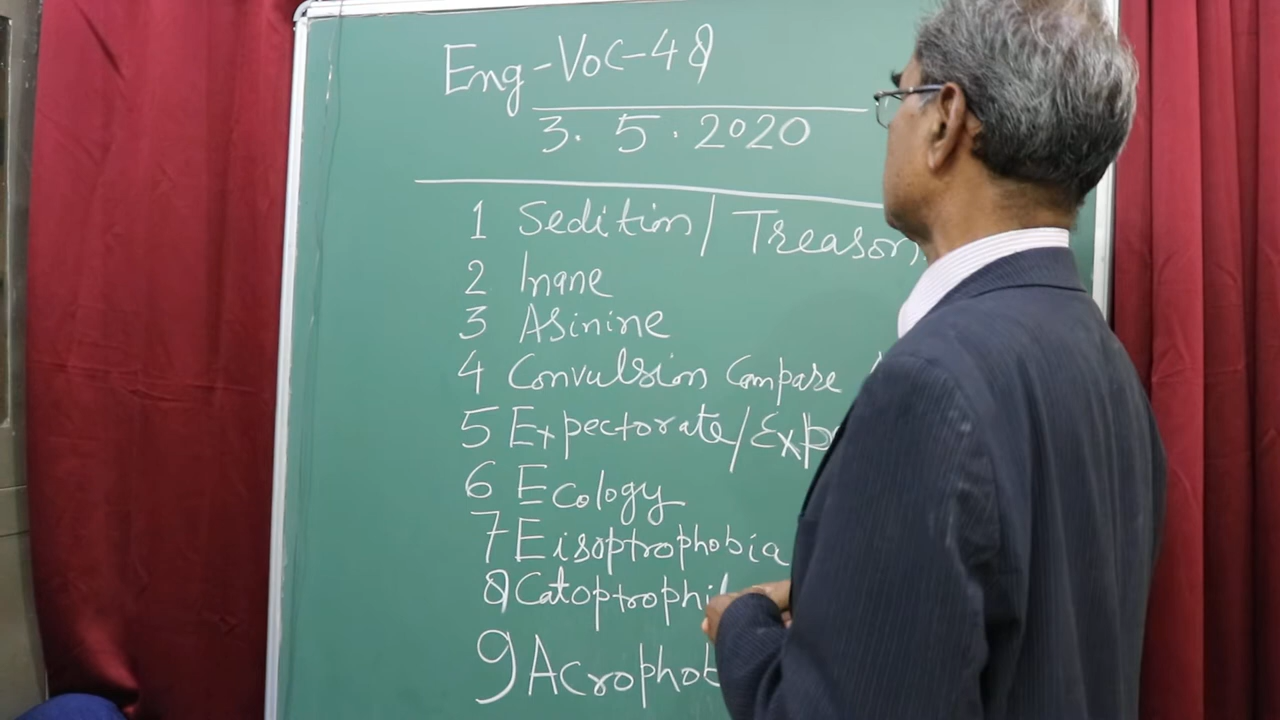 Eng-Voc-48
3.5.2020
1 Sedition/Treason
2 Inane
3 Asinine
4 Convulsion Compare
5 Expectorate/Exp
6 Ecology
7 Eisoptrophobia
8 Catoptrophi
9 Acrophob